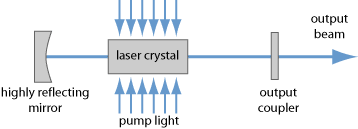 output
beam
laser crystal
highly reflecting
mirror
pump light
output
coupler